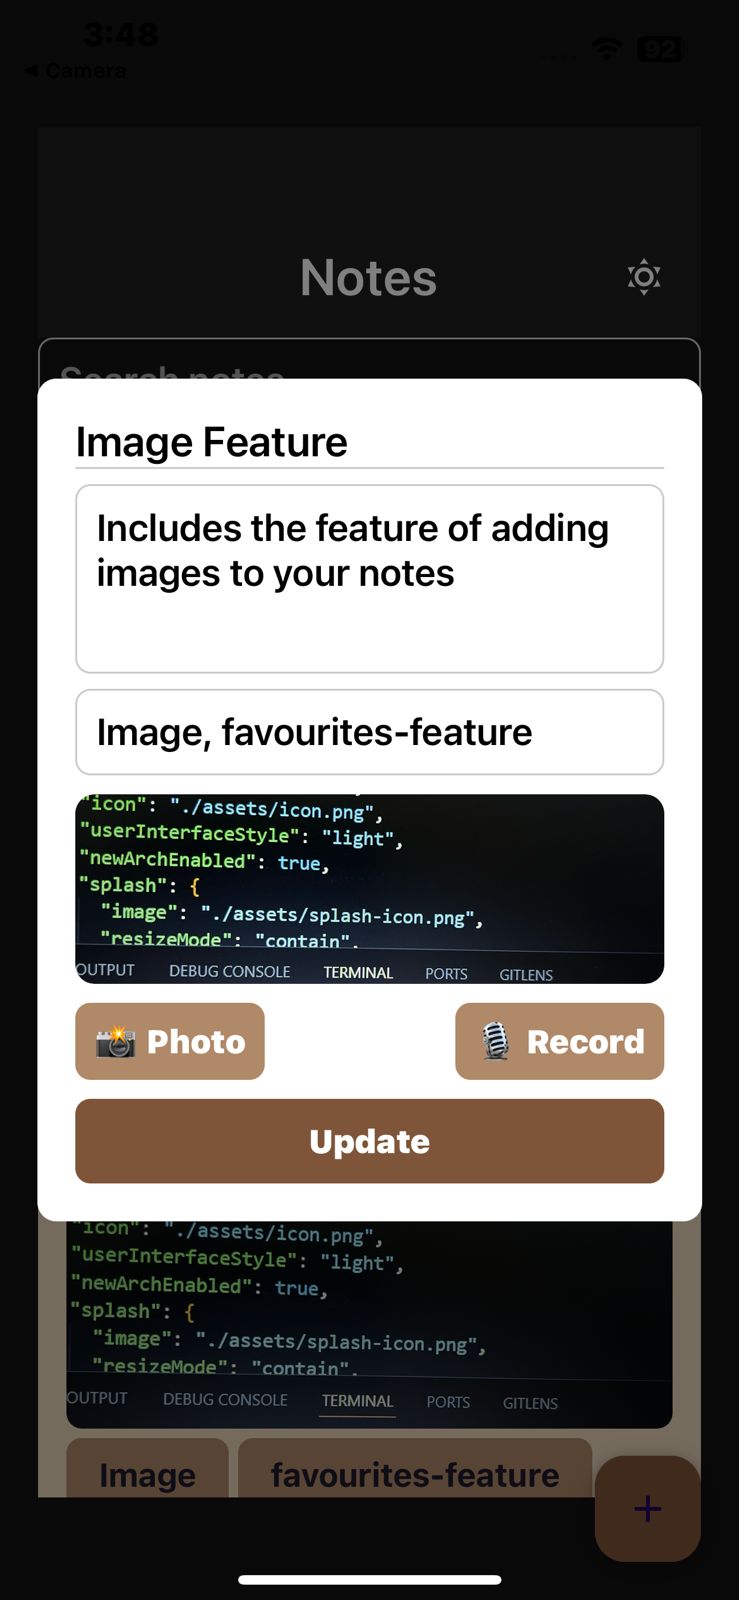 3:48
92
◀ Camera
Notes
Search notes
Image Feature
Includes the feature of adding
images to your notes
Image, favourites-feature
"icon": "./assets/icon.png",
"userInterfaceStyle": "light",
"newArchEnabled": true,
"splash": {
"image": "./assets/splash-icon.png",
"resizeMode": "contain",
OUTPUT DEBUG CONSOLE TERMINAL PORTS GITLENS
Photo
Record
Update
"icon": "./assets/icon.png",
"userInterfaceStyle": "light",
"newArchEnabled": true,
"splash": {
"image": "./assets/splash-icon.png",
"resizeMode": "contain",
OUTPUT DEBUG CONSOLE TERMINAL PORTS GITLENS
Image
favourites-feature
+